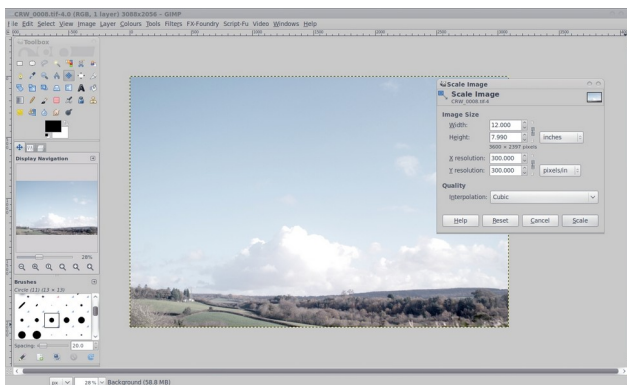 CRW_0008.tif-4.0 (RGB, 1 layer) 3088x2056 – GIMP
File Edit Select View Image Layer Colours Tools Filters FX-Foundry Script-Fu Video Windows Help
Toolbox
Display Navigation
28%
Brushes
Circle (11) (13 × 13)
Spacing: 20.0
Scale Image
Scale Image
CRW_0008.tif-4
Image Size
Width: 12.000
Height: 7.990 inches
3600 × 2397 pixels
X resolution: 300.000
Y resolution: 300.000 pixels/in
Quality
Interpolation: Cubic
Help Reset Cancel Scale
px 28% Background (58.8 MB)